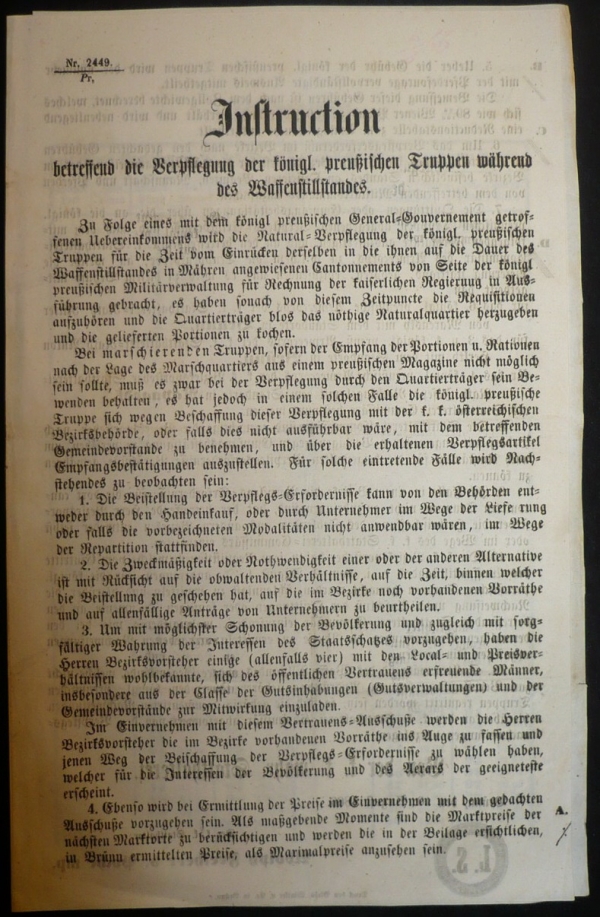 Nr. 2449.
Pr.
Instruction
betreffend die Verpflegung der königl. preußischen Truppen während
des Waffenstillstandes.
Zu Folge eines mit dem königl preußischen General-Gouvernement getrof-
fenen Uebereinkommens wird die Natural-Verpflegung der königl. preußischen
Truppen für die Zeit vom Einrücken derselben in die ihnen auf die Dauer des
Waffenstillstandes in Mähren angewiesenen Cantonnements von Seite der königl
preußischen Militärverwaltung für Rechnung der kaiserlichen Regierung in Aus-
führung gebracht, es haben sonach von diesem Zeitpuncte die Requisitionen
aufzuhören und die Quartierträger blos das nöthige Naturalquartier herzugeben
und die gelieferten Portionen zu kochen.
Bei marschierenden Truppen, sofern der Empfang der Portionen u. Rationen
nach der Lage des Marschquartiers aus einem preußischen Magazine nicht möglich
sein sollte, muß es zwar bei der Verpflegung durch den Quartierträger sein Be-
wenden behalten, es hat jedoch in einem solchen Falle die königl. preußische
Truppe sich wegen Beschaffung dieser Verpflegung mit der k. k. österreichischen
Bezirksbehörde, oder falls dies nicht ausführbar wäre, mit dem betreffenden
Gemeindevorstande zu benehmen, und über die erhaltenen Verpflegsartikel
Empfangsbestätigungen auszustellen. Für solche eintretende Fälle wird Nach-
stehendes zu beobachten sein:
1. Die Beistellung der Verpflegs-Erfordernisse kann von den Behörden ent-
weder durch den Handeinkauf, oder durch Unternehmer im Wege der Liefe rung
oder falls die vorbezeichneten Modalitäten nicht anwendbar wären, im Wege
der Repartition stattfinden.
2. Die Zweckmäßigkeit oder Nothwendigkeit einer oder der anderen Alternative
ist mit Rücksicht auf die obwaltenden Verhältnisse, auf die Zeit, binnen welcher
die Beistellung zu geschehen hat, auf die im Bezirke noch vorhandenen Vorräthe
und auf allenfällige Anträge von Unternehmern zu beurtheilen.
3. Um mit möglichster Schonung der Bevölkerung und zugleich mit sorg-
fältiger Wahrung der Interessen des Staatsschatzes vorzugehen, haben die
Herren Bezirksvorsteher einige (allenfalls vier) mit den Local- und Preisver-
hältnissen wohlbekannte, sich des öffentlichen Vertrauens erfreuende Männer,
insbesondere aus der Classe der Gutsinhabungen (Gutsverwaltungen) und der
Gemeindevorstände zur Mitwirkung einzuladen.
Im Einvernehmen mit diesem Vertrauens-Ausschuße werden die Herren
Bezirksvorsteher die im Bezirke vorhandenen Vorräthe ins Auge zu fassen und
jenen Weg der Beischaffung der Verpflegs-Erfordernisse zu wählen haben,
welcher für die Interessen der Bevölkerung und des Aerars der geeigneteste
erscheint.
4. Ebenso wird bei Ermittlung der Preise im Einvernehmen mit dem gedachten
Ausschuße vorzugehen sein. Als maßgebende Momente sind die Marktpreise der
nächsten Marktorte zu berücksichtigen und werden die in der Beilage ersichtlichen,
in Brünn ermittelten Preise, als Maximalpreise anzusehen sein.
A.